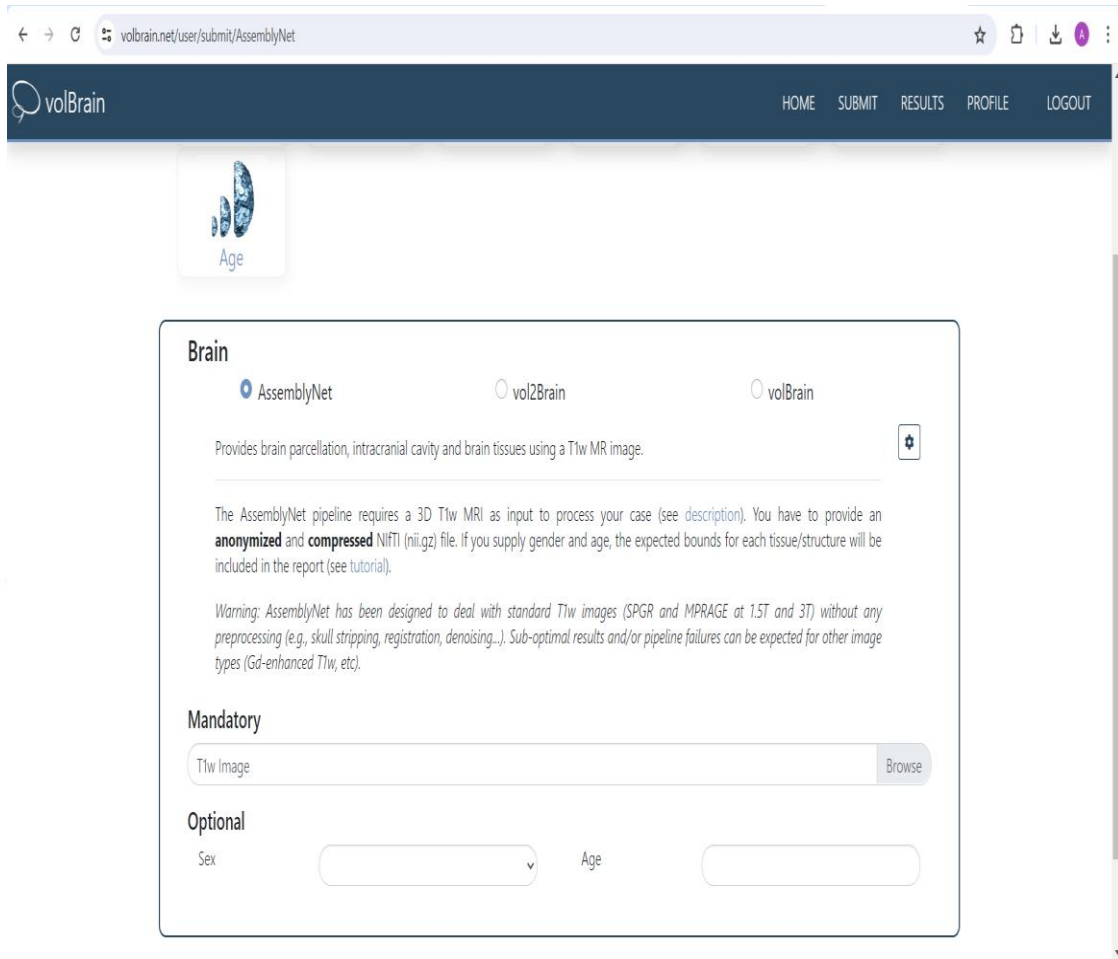 volbrain.net/user/submit/AssemblyNet
A
volBrain
HOME SUBMIT RESULTS PROFILE LOGOUT
Age
Brain
AssemblyNet vol2Brain volBrain
Provides brain parcellation, intracranial cavity and brain tissues using a T1w MR image.
The AssemblyNet pipeline requires a 3D T1w MRI as input to process your case (see description). You have to provide an
anonymized and compressed NIfTI (nii.gz) file. If you supply gender and age, the expected bounds for each tissue/structure will be
included in the report (see tutorial).
Warning: AssemblyNet has been designed to deal with standard T1w images (SPGR and MPRAGE at 1.5T and 3T) without any
preprocessing (e.g., skull stripping, registration, denoising...). Sub-optimal results and/or pipeline failures can be expected for other image
types (Gd-enhanced T1w, etc).
Mandatory
T1w Image Browse
Optional
Sex Age